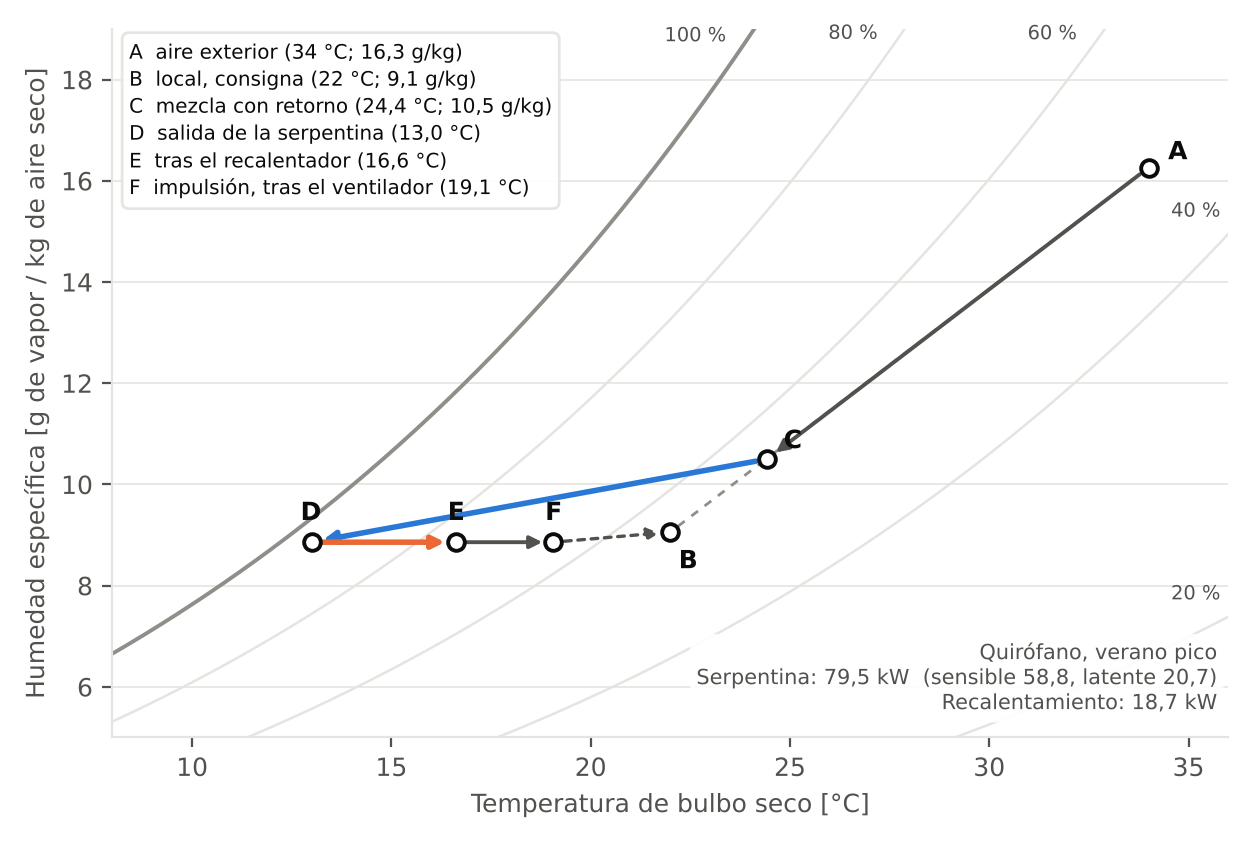 100 %
80 %
60 %
40 %
20 %
A  aire exterior (34 °C; 16,3 g/kg)
B  local, consigna (22 °C; 9,1 g/kg)
C  mezcla con retorno (24,4 °C; 10,5 g/kg)
D  salida de la serpentina (13,0 °C)
E  tras el recalentador (16,6 °C)
F  impulsión, tras el ventilador (19,1 °C)
A
C
D
E
F
B
Quirófano, verano pico
Serpentina: 79,5 kW  (sensible 58,8, latente 20,7)
Recalentamiento: 18,7 kW
Humedad específica [g de vapor / kg de aire seco]
18
16
14
12
10
8
6
10
15
20
25
30
35
Temperatura de bulbo seco [°C]